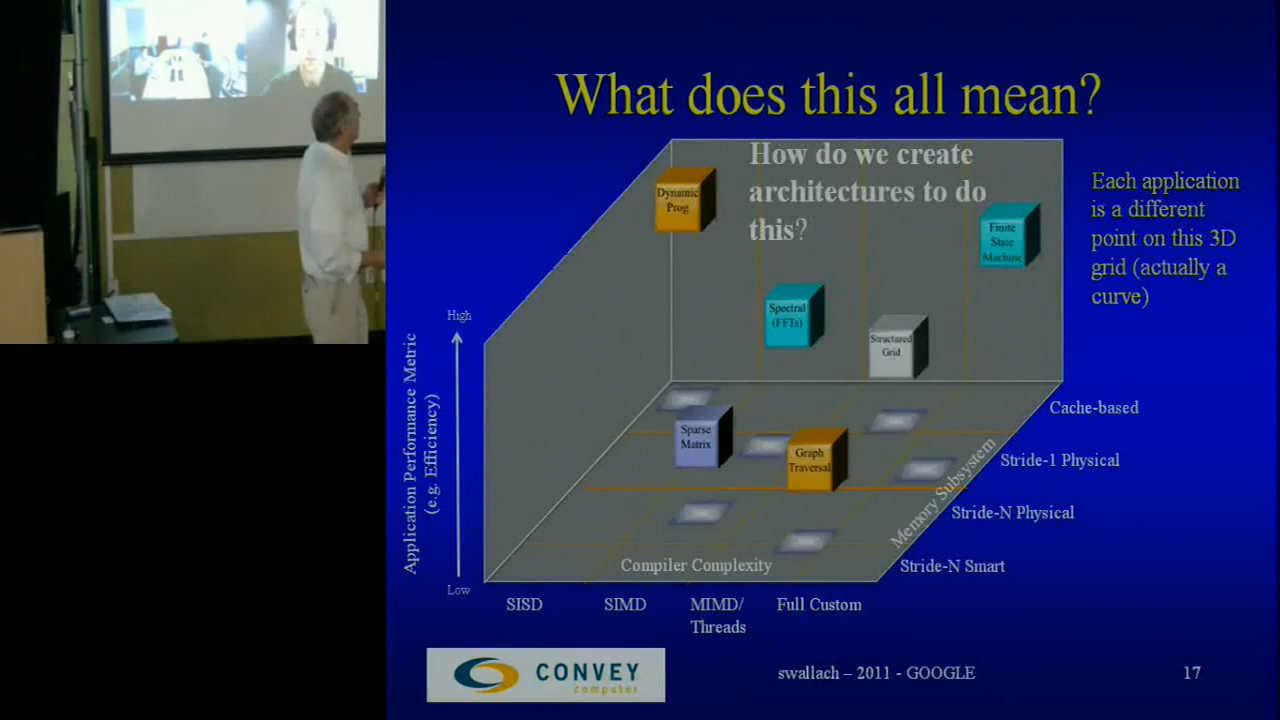 What does this all mean?
How do we create
architectures to do
this?
Each application
is a different
point on this 3D
grid (actually a
curve)
Dynamic
Prog
Finite
State
Machine
Spectral
(FFTs)
Structured
Grid
Sparse
Matrix
Graph
Traversal
High
Application Performance Metric
(e.g. Efficiency)
Low
Cache-based
Stride-1 Physical
Stride-N Physical
Stride-N Smart
Memory Subsystem
Compiler Complexity
SISD
SIMD
MIMD/
Threads
Full Custom
CONVEY
computer
swallach – 2011 - GOOGLE
17